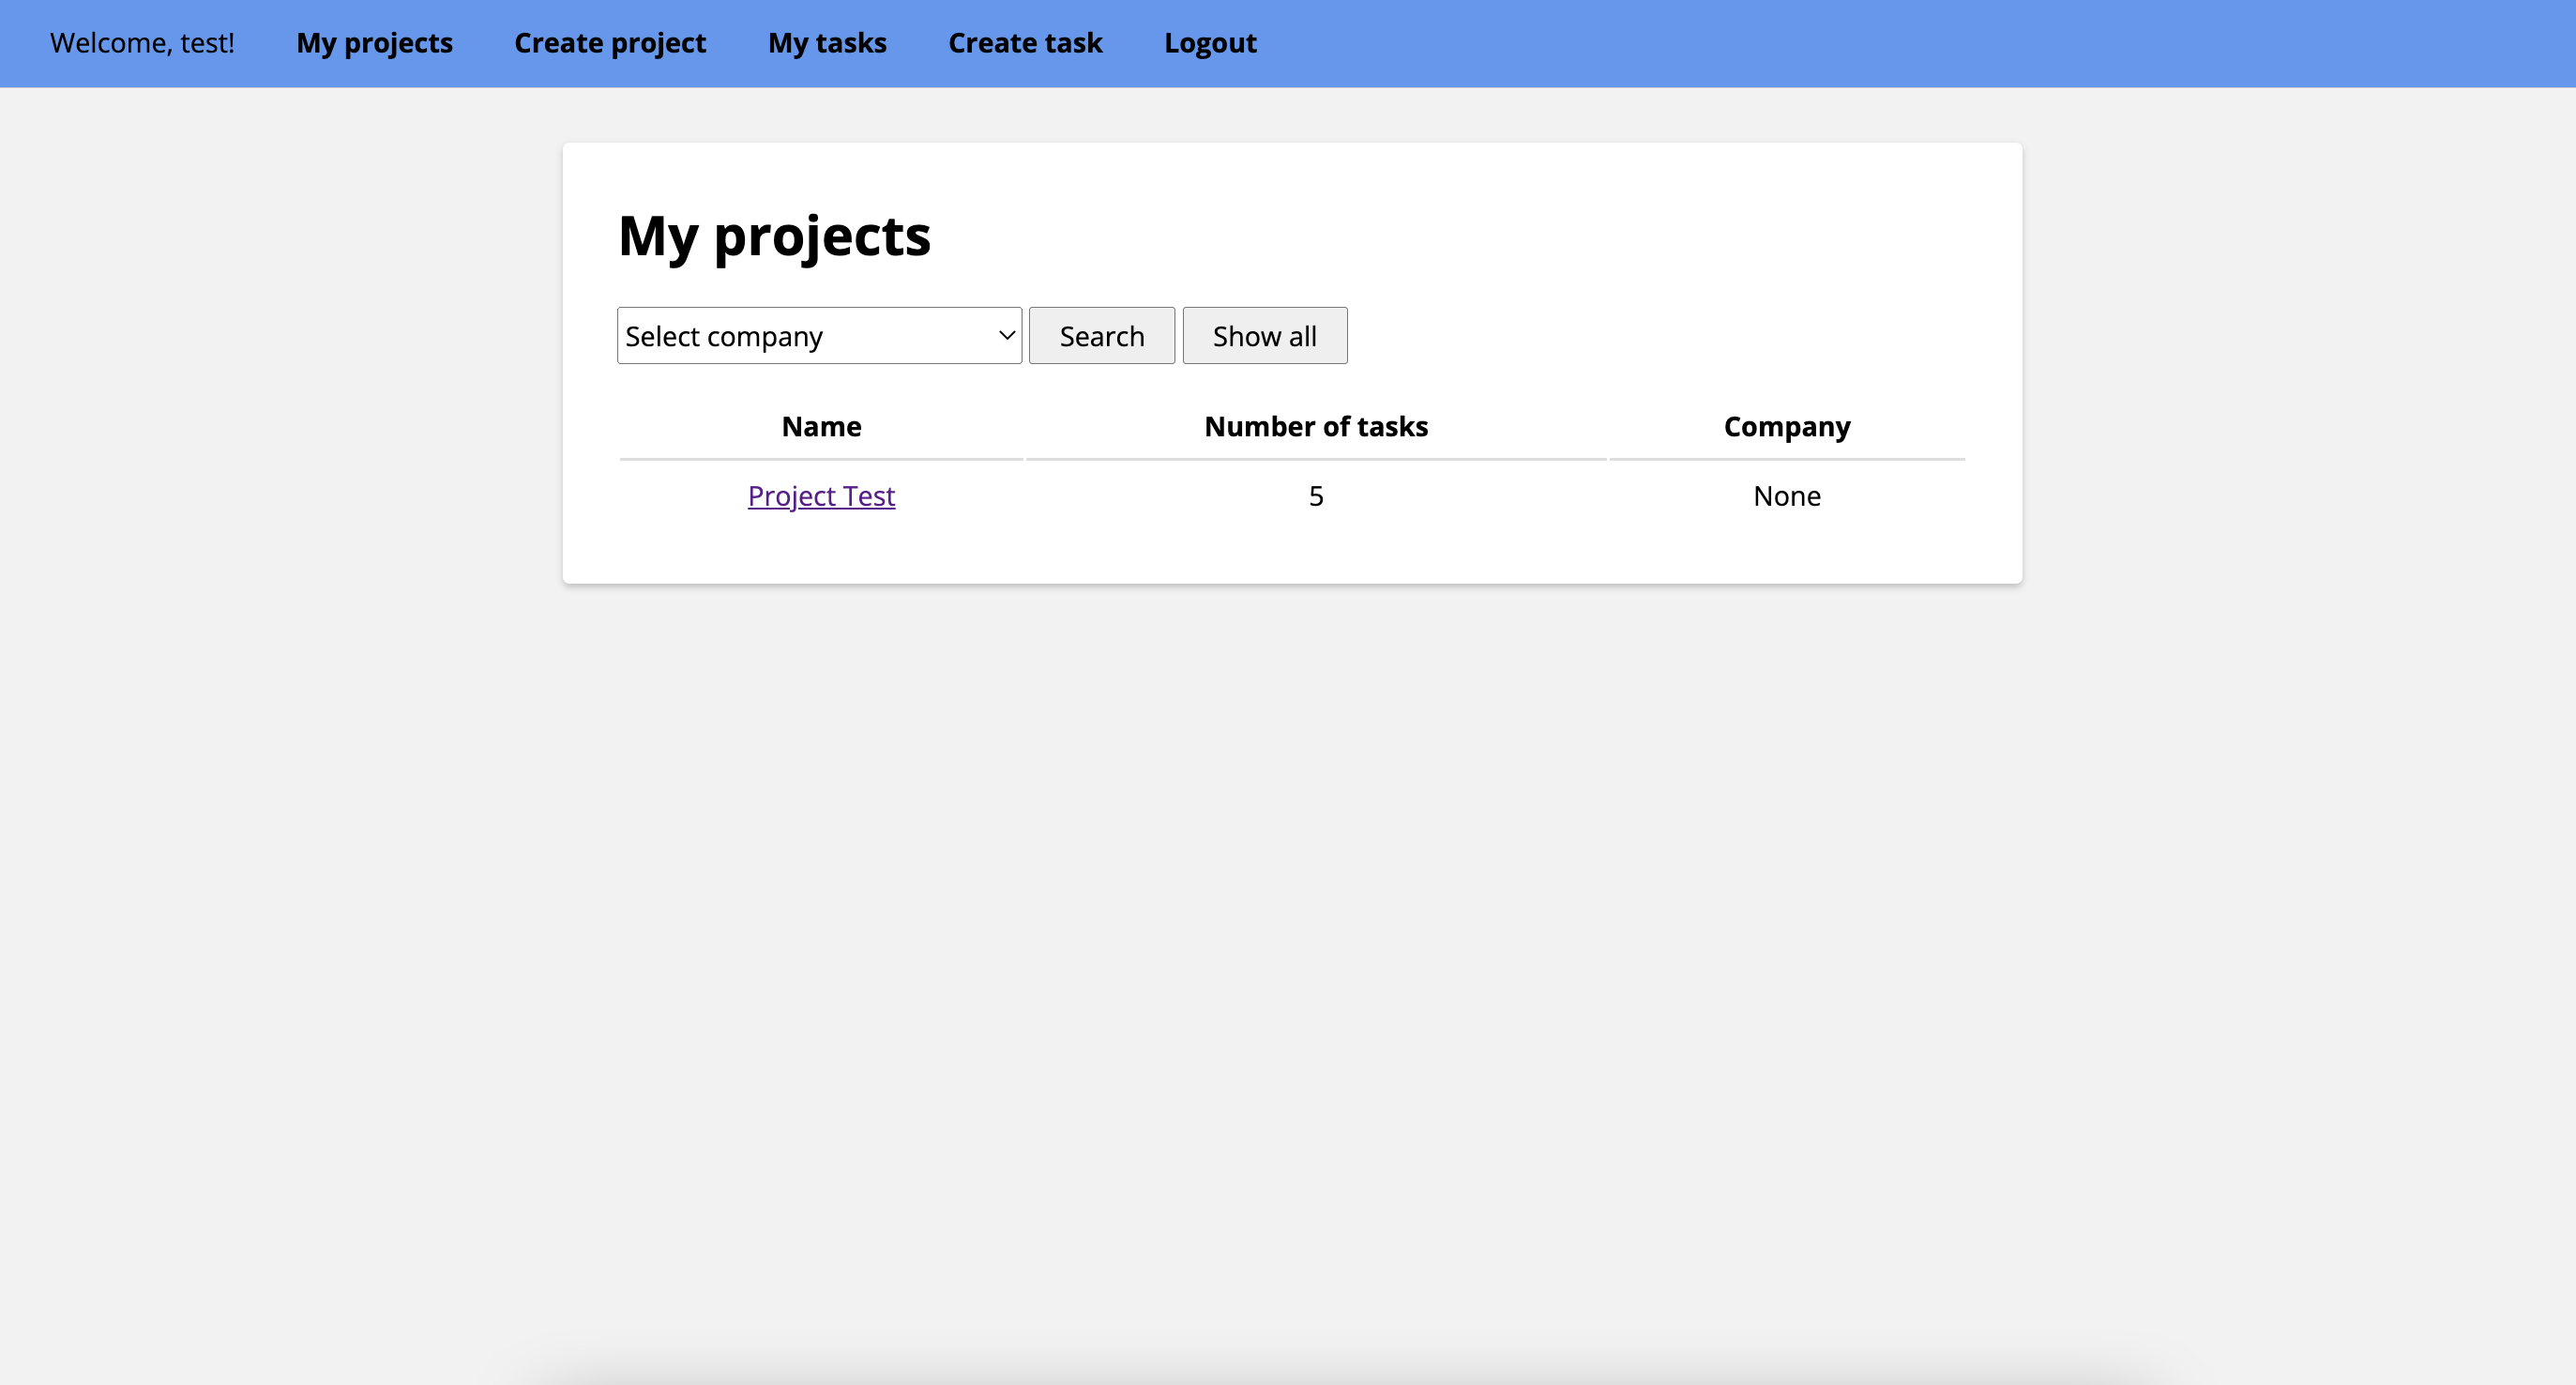 Welcome, test! My projects Create project My tasks Create task Logout
My projects
Select company Search Show all
Name Number of tasks Company
Project Test 5 None